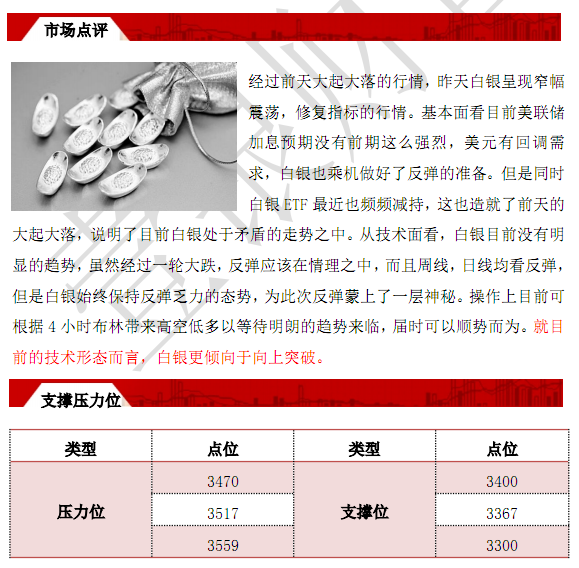 市场点评
经过前天大起大落的行情，昨天白银呈现窄幅
震荡，修复指标的行情。基本面看目前美联储
加息预期没有前期这么强烈，美元有回调需
求，白银也乘机做好了反弹的准备。但是同时
白银 ETF 最近也频频减持，这也造就了前天的
大起大落，说明了目前白银处于矛盾的走势之中。从技术面看，白银目前没有明
显的趋势，虽然经过一轮大跌，反弹应该在情理之中，而且周线，日线均看反弹，
但是白银始终保持反弹乏力的态势，为此次反弹蒙上了一层神秘。操作上目前可
根据 4 小时布林带来高空低多以等待明朗的趋势来临，届时可以顺势而为。就目
前的技术形态而言，白银更倾向于向上突破。
支撑压力位
类型 点位 类型 点位
3470 3400
压力位 3517 支撑位 3367
3559 3300